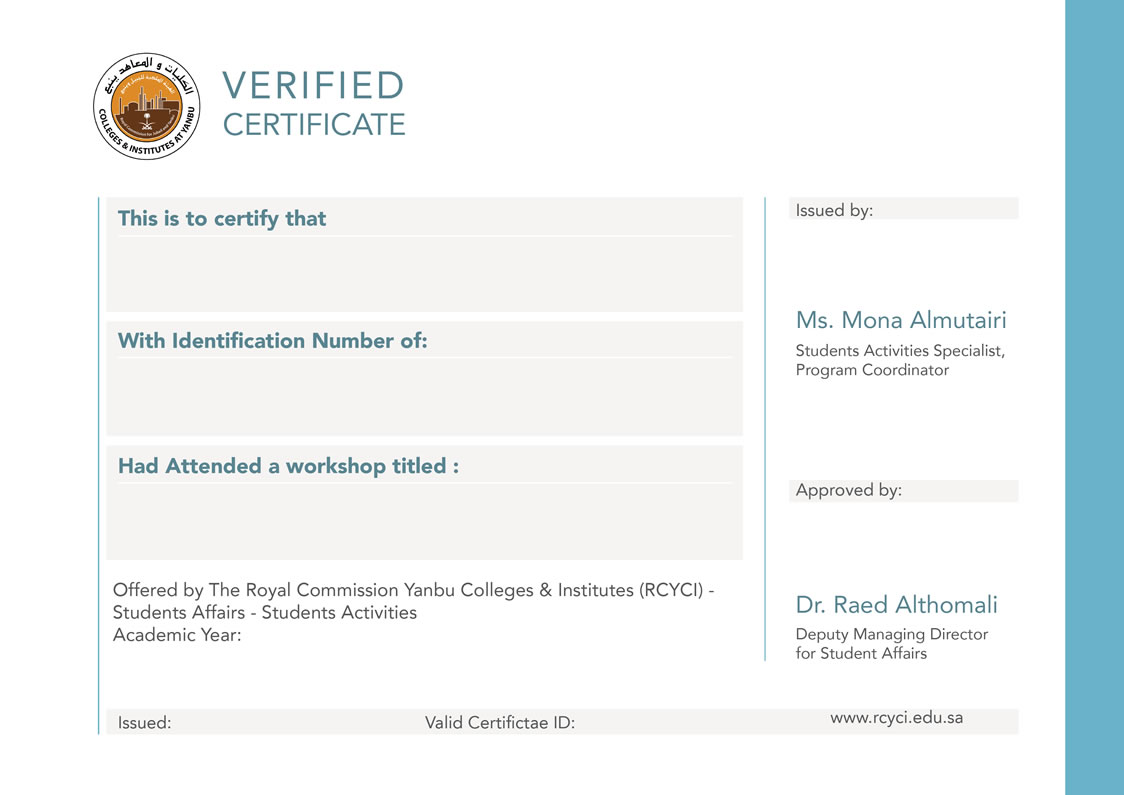 الكليات و المعاهد بينبع
COLLEGES & INSTITUTES AT YANBU
VERIFIED
CERTIFICATE
This is to certify that
With Identification Number of:
Had Attended a workshop titled :
Offered by The Royal Commission Yanbu Colleges & Institutes (RCYCI) -
Students Affairs - Students Activities
Academic Year:
Issued by:
Ms. Mona Almutairi
Students Activities Specialist,
Program Coordinator
Approved by:
Dr. Raed Althomali
Deputy Managing Director
for Student Affairs
Issued:
Valid Certifictae ID:
www.rcyci.edu.sa